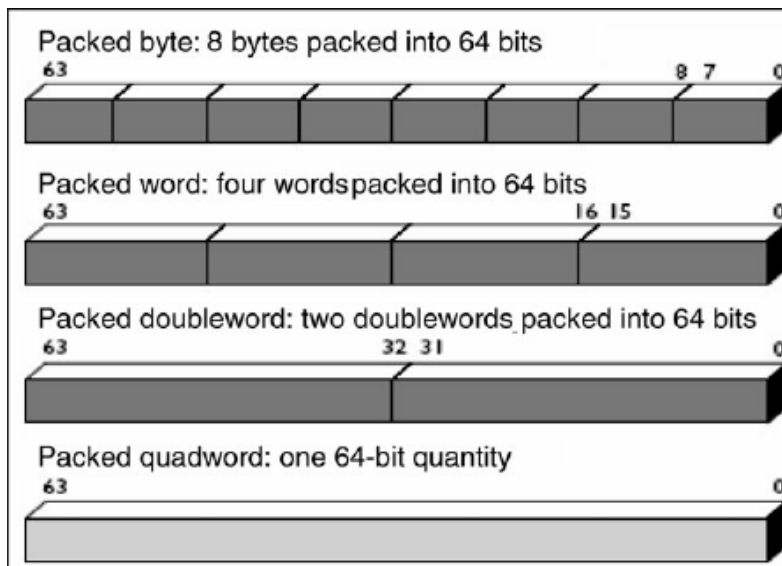 Packed byte: 8 bytes packed into 64 bits
63 8 7 0
Packed word: four wordspacked into 64 bits
63 16 15 0
Packed doubleword: two doublewords packed into 64 bits
63 32 31 0
Packed quadword: one 64-bit quantity
63 0